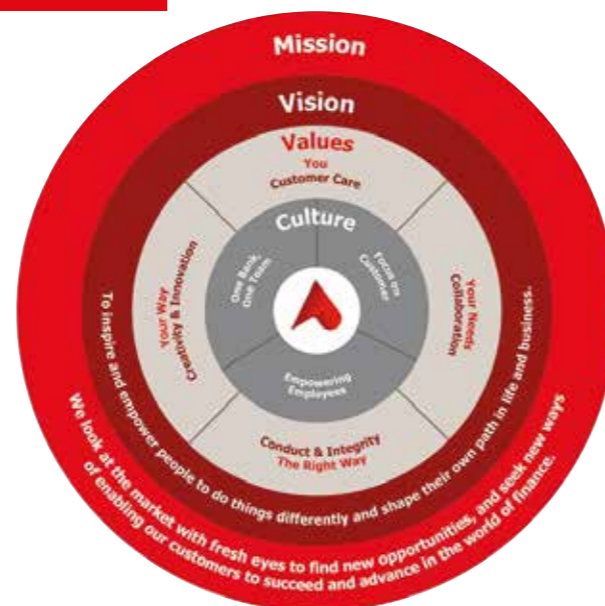 Mission
Vision
Values
You
Customer Care
Culture
One Bank,
One Team
Focus on
Customer
Your Way
Creativity & Innovation
Your Needs
Collaboration
Empowering
Employees
Conduct & Integrity
The Right Way
To inspire and empower people to do things differently and shape their own path in life and business.
We look at the market with fresh eyes to find new opportunities, and seek new ways
of enabling our customers to succeed and advance in the world of finance.